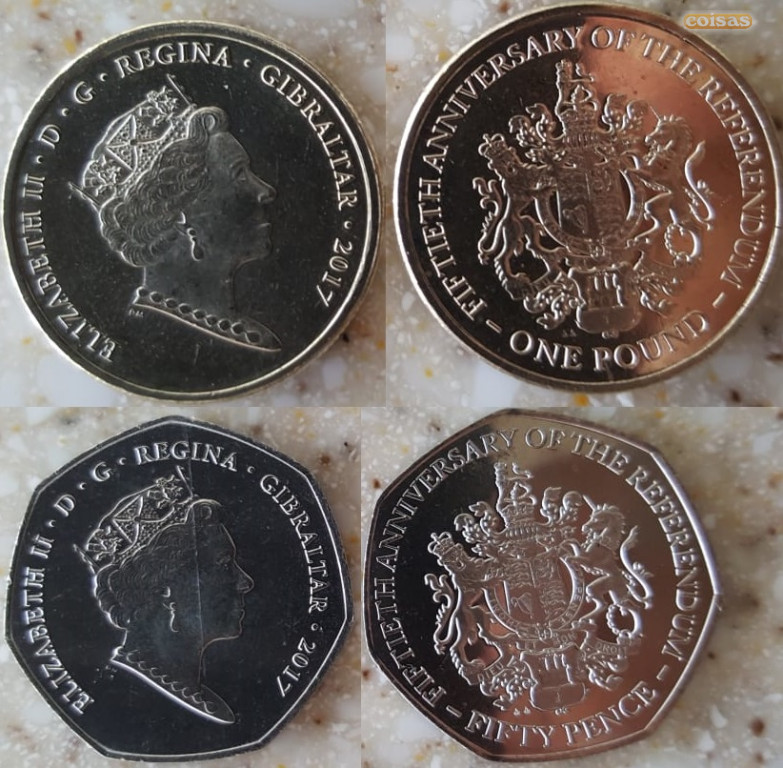 coisas
ELIZABETH II · D · G · REGINA · GIBRALTAR · 2017
FIFTIETH ANNIVERSARY OF THE REFERENDUM
– ONE POUND –
ELIZABETH II · D · G · REGINA · GIBRALTAR · 2017
FIFTIETH ANNIVERSARY OF THE REFERENDUM
– FIFTY PENCE –